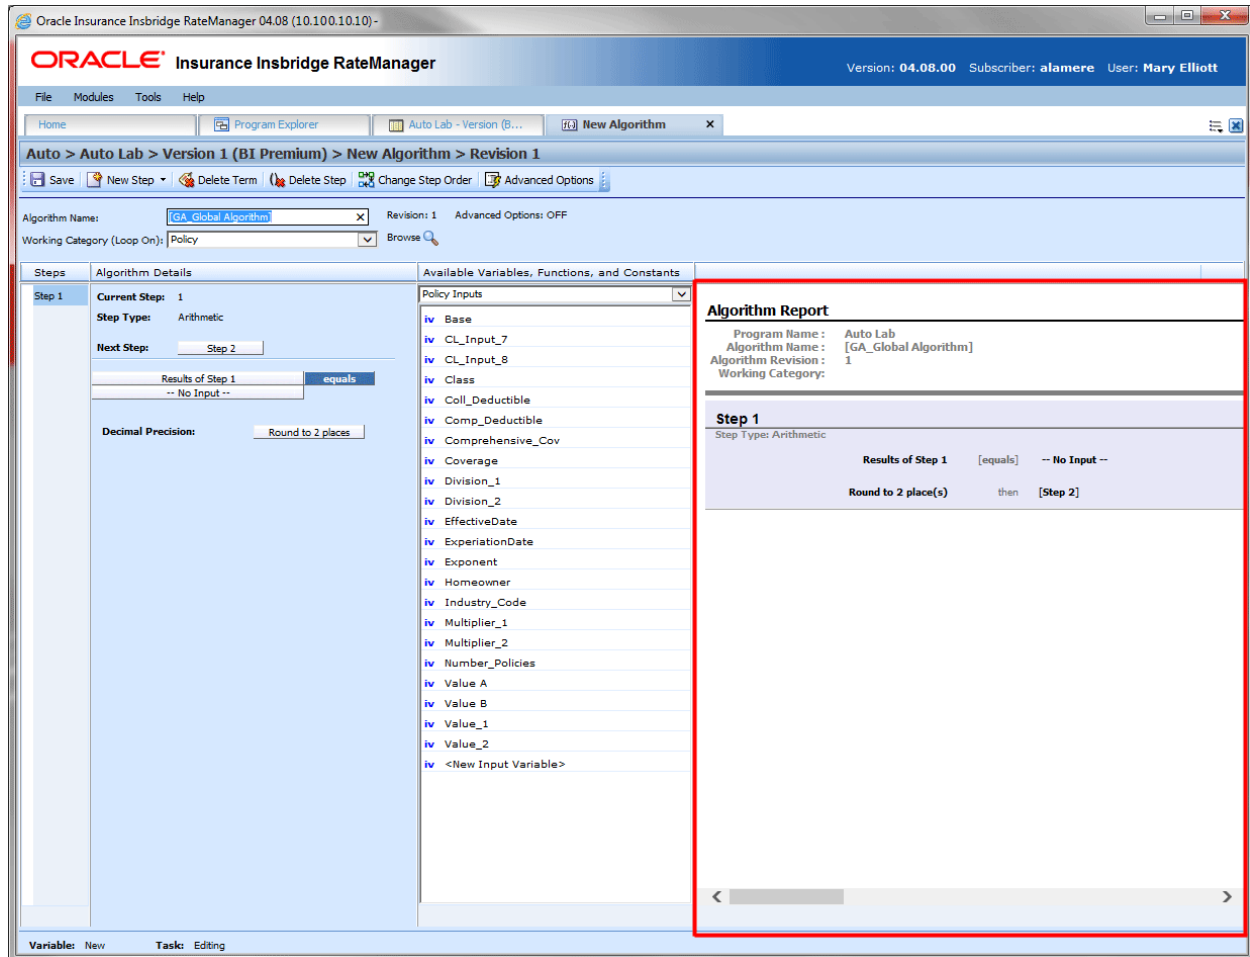 Oracle Insurance Insbridge RateManager 04.08 (10.100.10.10) -
ORACLE® Insurance Insbridge RateManager
Version: 04.08.00 Subscriber: alamere User: Mary Elliott
File Modules Tools Help
Home Program Explorer Auto Lab - Version (B... New Algorithm
Auto > Auto Lab > Version 1 (BI Premium) > New Algorithm > Revision 1
Save New Step Delete Term Delete Step Change Step Order Advanced Options
Algorithm Name: [GA_Global Algorithm] Revision: 1 Advanced Options: OFF
Working Category (Loop On): Policy Browse
Steps Algorithm Details Available Variables, Functions, and Constants
Step 1
Current Step: 1
Step Type: Arithmetic
Next Step: Step 2
Results of Step 1 equals
-- No Input --
Decimal Precision: Round to 2 places
Policy Inputs
iv Base
iv CL_Input_7
iv CL_Input_8
iv Class
iv Coll_Deductible
iv Comp_Deductible
iv Comprehensive_Cov
iv Coverage
iv Division_1
iv Division_2
iv EffectiveDate
iv ExperiationDate
iv Exponent
iv Homeowner
iv Industry_Code
iv Multiplier_1
iv Multiplier_2
iv Number_Policies
iv Value A
iv Value B
iv Value_1
iv Value_2
iv <New Input Variable>
Algorithm Report
Program Name : Auto Lab
Algorithm Name : [GA_Global Algorithm]
Algorithm Revision : 1
Working Category:
Step 1
Step Type: Arithmetic
Results of Step 1 [equals] -- No Input --
Round to 2 place(s) then [Step 2]
Variable: New Task: Editing